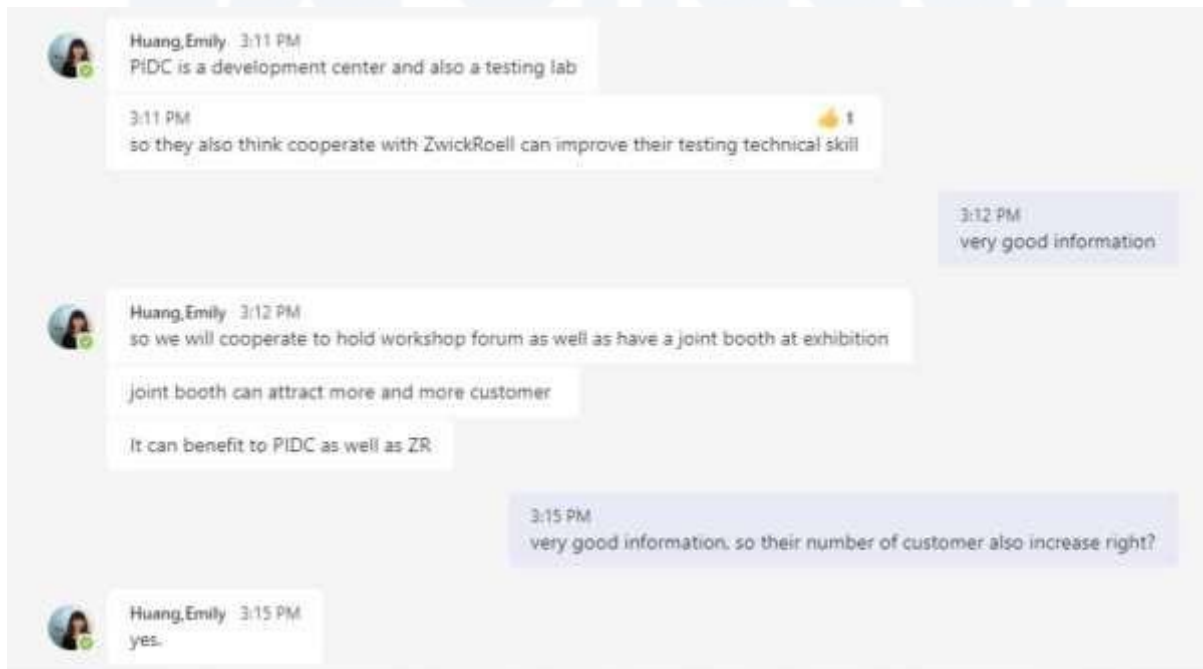 Huang,Emily 3:11 PM
PIDC is a development center and also a testing lab
3:11 PM 👍 1
so they also think cooperate with ZwickRoell can improve their testing technical skill
3:12 PM
very good information
Huang,Emily 3:12 PM
so we will cooperate to hold workshop forum as well as have a joint booth at exhibition
joint booth can attract more and more customer
It can benefit to PIDC as well as ZR
3:15 PM
very good information, so their number of customer also increase right?
Huang,Emily 3:15 PM
yes.